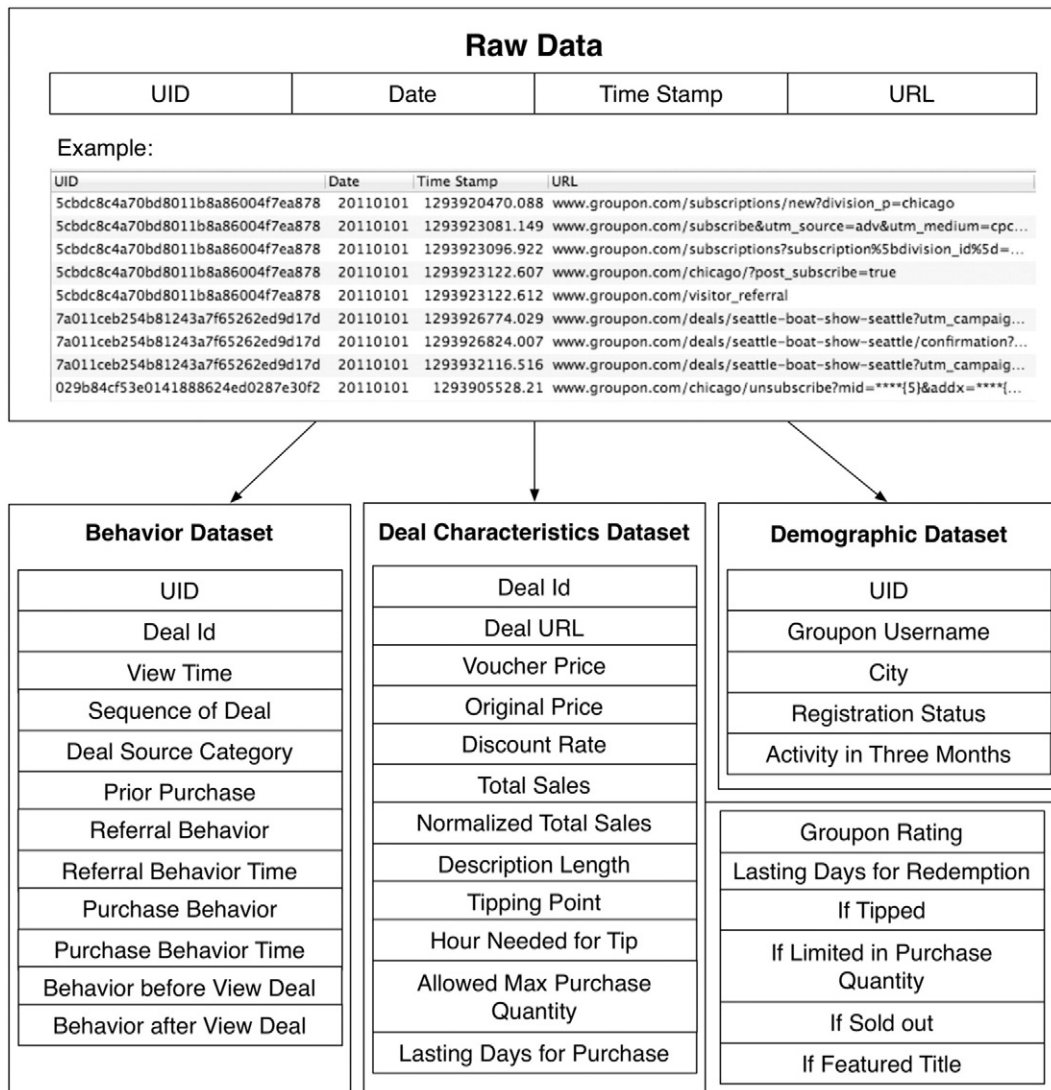 Raw Data
UID Date Time Stamp URL
Example:
UID Date Time Stamp URL
5cbdc8c4a70bd8011b8a86004f7ea878 20110101 1293920470.088 www.groupon.com/subscriptions/new?division_p=chicago
5cbdc8c4a70bd8011b8a86004f7ea878 20110101 1293923081.149 www.groupon.com/subscribe&utm_source=adv&utm_medium=cpc...
5cbdc8c4a70bd8011b8a86004f7ea878 20110101 1293923096.922 www.groupon.com/subscriptions?subscription%5bdivision_id%5d=...
5cbdc8c4a70bd8011b8a86004f7ea878 20110101 1293923122.607 www.groupon.com/chicago/?post_subscribe=true
5cbdc8c4a70bd8011b8a86004f7ea878 20110101 1293923122.612 www.groupon.com/visitor_referral
7a011ceb254b81243a7f65262ed9d17d 20110101 1293926774.029 www.groupon.com/deals/seattle-boat-show-seattle?utm_campaig...
7a011ceb254b81243a7f65262ed9d17d 20110101 1293926824.007 www.groupon.com/deals/seattle-boat-show-seattle/confirmation?...
7a011ceb254b81243a7f65262ed9d17d 20110101 1293932116.516 www.groupon.com/deals/seattle-boat-show-seattle?utm_campaig...
029b84cf53e0141888624ed0287e30f2 20110101 1293905528.21 www.groupon.com/chicago/unsubscribe?mid=****{5}&addx=****{...
Behavior Dataset
UID
Deal Id
View Time
Sequence of Deal
Deal Source Category
Prior Purchase
Referral Behavior
Referral Behavior Time
Purchase Behavior
Purchase Behavior Time
Behavior before View Deal
Behavior after View Deal
Deal Characteristics Dataset
Deal Id
Deal URL
Voucher Price
Original Price
Discount Rate
Total Sales
Normalized Total Sales
Description Length
Tipping Point
Hour Needed for Tip
Allowed Max Purchase
Quantity
Lasting Days for Purchase
Demographic Dataset
UID
Groupon Username
City
Registration Status
Activity in Three Months
Groupon Rating
Lasting Days for Redemption
If Tipped
If Limited in Purchase
Quantity
If Sold out
If Featured Title